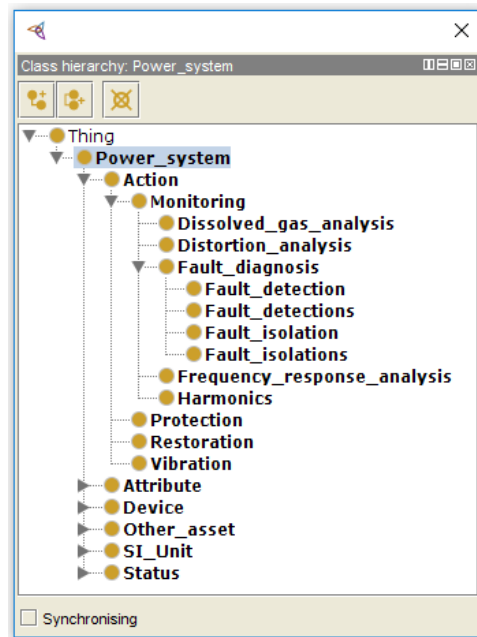 Class hierarchy: Power_system
Thing
Power_system
Action
Monitoring
Dissolved_gas_analysis
Distortion_analysis
Fault_diagnosis
Fault_detection
Fault_detections
Fault_isolation
Fault_isolations
Frequency_response_analysis
Harmonics
Protection
Restoration
Vibration
Attribute
Device
Other_asset
SI_Unit
Status
Synchronising